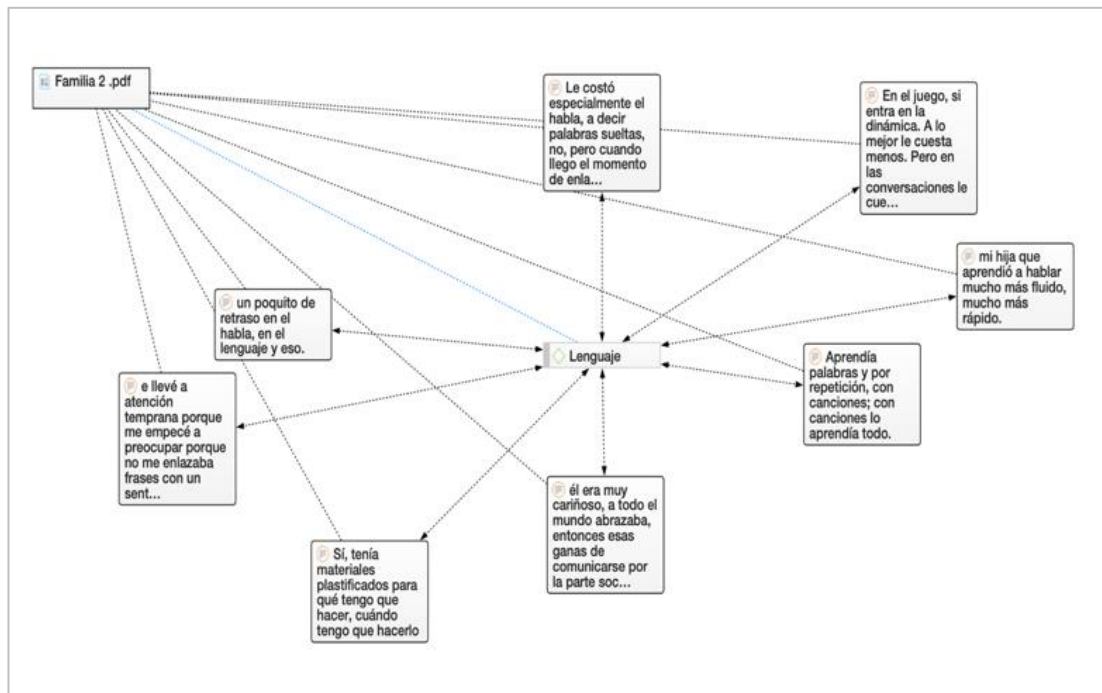 Familia 2 .pdf
Le costó
especialmente el
habla, a decir
palabras sueltas,
no, pero cuando
llego el momento
de enla...
En el juego, si
entra en la
dinámica. A lo
mejor le cuesta
menos. Pero en
las
conversaciones le
cue...
mi hija que
aprendió a hablar
mucho más fluido,
mucho más
rápido.
un poquito de
retraso en el
habla, en el
lenguaje y eso.
Lenguaje
Aprendía
palabras y por
repetición, con
canciones; con
canciones lo
aprendía todo.
e llevé a
atención
temprana porque
me empecé a
preocupar porque
no me enlazaba
frases con un
sent...
él era muy
cariñoso, a todo el
mundo abrazaba,
entonces esas
ganas de
comunicarse por
la parte soc...
Sí, tenía
materiales
plastificados para
qué tengo que
hacer, cuándo
tengo que hacerlo